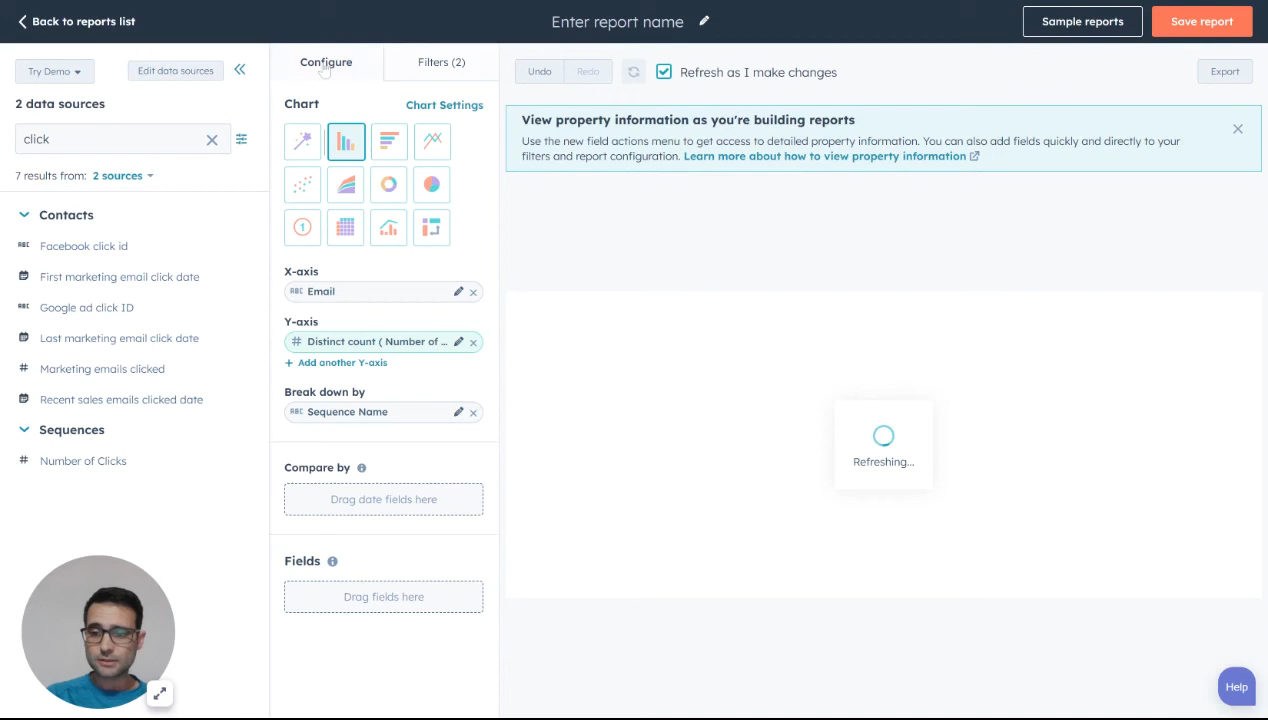 Back to reports list
Enter report name
Sample reports
Save report
Try Demo
Edit data sources
2 data sources
click
7 results from: 2 sources
Contacts
ABC Facebook click id
First marketing email click date
ABC Google ad click ID
Last marketing email click date
# Marketing emails clicked
Recent sales emails clicked date
Sequences
# Number of Clicks
Configure
Filters (2)
Chart
Chart Settings
1
X-axis
ABC Email
Y-axis
# Distinct count ( Number of ...
+ Add another Y-axis
Break down by
ABC Sequence Name
Compare by
Drag date fields here
Fields
Drag fields here
Undo
Redo
Refresh as I make changes
Export
View property information as you're building reports
Use the new field actions menu to get access to detailed property information. You can also add fields quickly and directly to your
filters and report configuration. Learn more about how to view property information
Refreshing...
Help